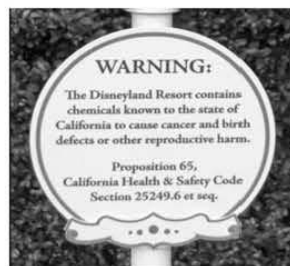 WARNING:
The Disneyland Resort contains
chemicals known to the state of
California to cause cancer and birth
defects or other reproductive harm.
Proposition 65,
California Health & Safety Code
Section 25249.6 et seq.